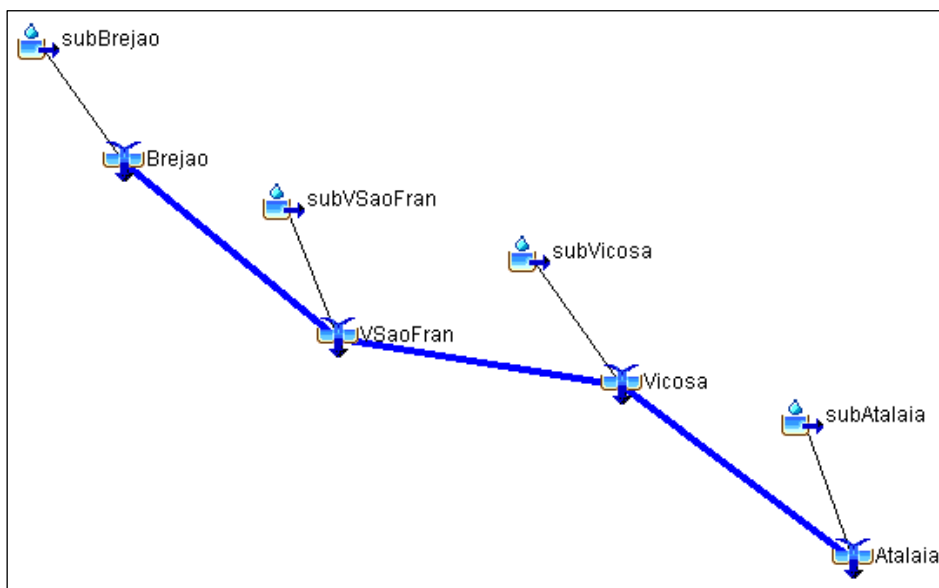 subBrejao
Brejao
subVSaoFran
subVicosa
VSaoFran
Vicosa
subAtalaia
Atalaia